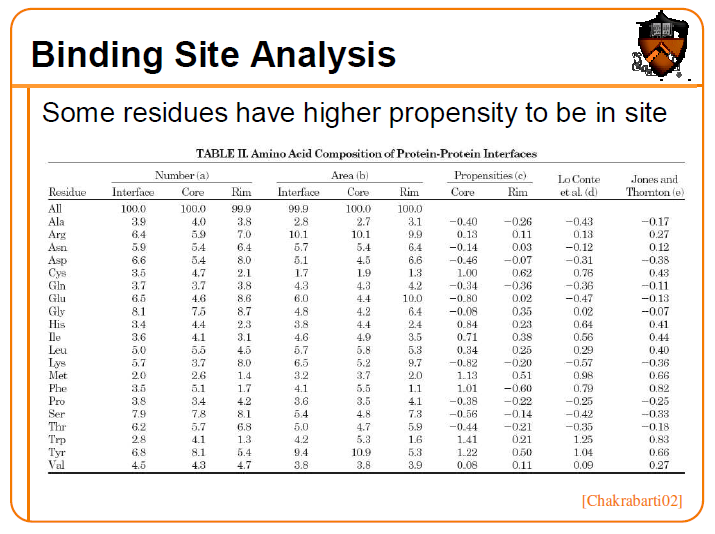 Binding Site Analysis
Some residues have higher propensity to be in site
TABLE II. Amino Acid Composition of Protein-Protein Interfaces
Number (a) Area (b) Propensities (c) Lo Conte et al. (d) Jones and Thornton (e)
Residue Interface Core Rim Interface Core Rim Core Rim
All 100.0 100.0 99.9 99.9 100.0 100.0
Ala 3.9 4.0 3.8 2.8 2.7 3.1 −0.40 −0.26 −0.43 −0.17
Arg 6.4 5.9 7.0 10.1 10.1 9.9 0.13 0.11 0.13 0.27
Asn 5.9 5.4 6.4 5.7 5.4 6.4 −0.14 0.03 −0.12 0.12
Asp 6.6 5.4 8.0 5.1 4.5 6.6 −0.46 −0.07 −0.31 −0.38
Cys 3.5 4.7 2.1 1.7 1.9 1.3 1.00 0.62 0.76 0.43
Gln 3.7 3.7 3.8 4.3 4.3 4.2 −0.34 −0.36 −0.36 −0.11
Glu 6.5 4.6 8.6 6.0 4.4 10.0 −0.80 0.02 −0.47 −0.13
Gly 8.1 7.5 8.7 4.8 4.2 6.4 −0.08 0.35 0.02 −0.07
His 3.4 4.4 2.3 3.8 4.4 2.4 0.84 0.23 0.64 0.41
Ile 3.6 4.1 3.1 4.6 4.9 3.5 0.71 0.38 0.56 0.44
Leu 5.0 5.5 4.5 5.7 5.8 5.3 0.34 0.25 0.29 0.40
Lys 5.7 3.7 8.0 6.5 5.2 9.7 −0.82 −0.20 −0.57 −0.36
Met 2.0 2.6 1.4 3.2 3.7 2.0 1.13 0.51 0.98 0.66
Phe 3.5 5.1 1.7 4.1 5.5 1.1 1.01 −0.60 0.79 0.82
Pro 3.8 3.4 4.2 3.6 3.5 4.1 −0.38 −0.22 −0.25 −0.25
Ser 7.9 7.8 8.1 5.4 4.8 7.3 −0.56 −0.14 −0.42 −0.33
Thr 6.2 5.7 6.8 5.0 4.7 5.9 −0.44 −0.21 −0.35 −0.18
Trp 2.8 4.1 1.3 4.2 5.3 1.6 1.41 0.21 1.25 0.83
Tyr 6.8 8.1 5.4 9.4 10.9 5.3 1.22 0.50 1.04 0.66
Val 4.5 4.3 4.7 3.8 3.8 3.9 0.08 0.11 0.09 0.27
[Chakrabarti02]